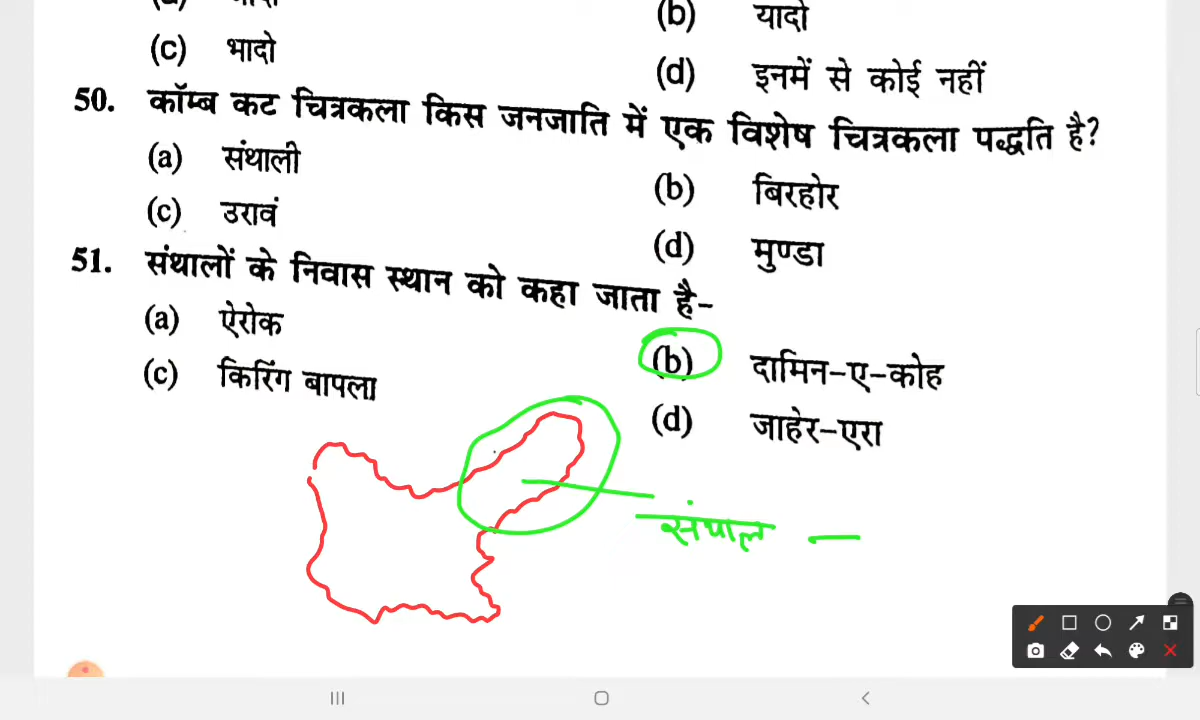 (b) यादो
(c) भादो
(d) इनमें से कोई नहीं
50. कॉम्ब कट चित्रकला किस जनजाति में एक विशेष चित्रकला पद्धति है?
(a) संथाली
(b) बिरहोर
(c) उरावं
(d) मुण्डा
51. संथालों के निवास स्थान को कहा जाता है-
(a) ऐरोक
(b) दामिन-ए-कोह
(c) किरिंग बापला
(d) जाहेर-एरा
संथाल —